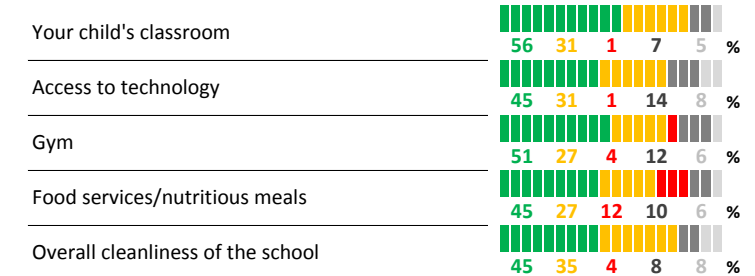 Your child's classroom
56 31 1 7 5 %
Access to technology
45 31 1 14 8 %
Gym
51 27 4 12 6 %
Food services/nutritious meals
45 27 12 10 6 %
Overall cleanliness of the school
45 35 4 8 8 %